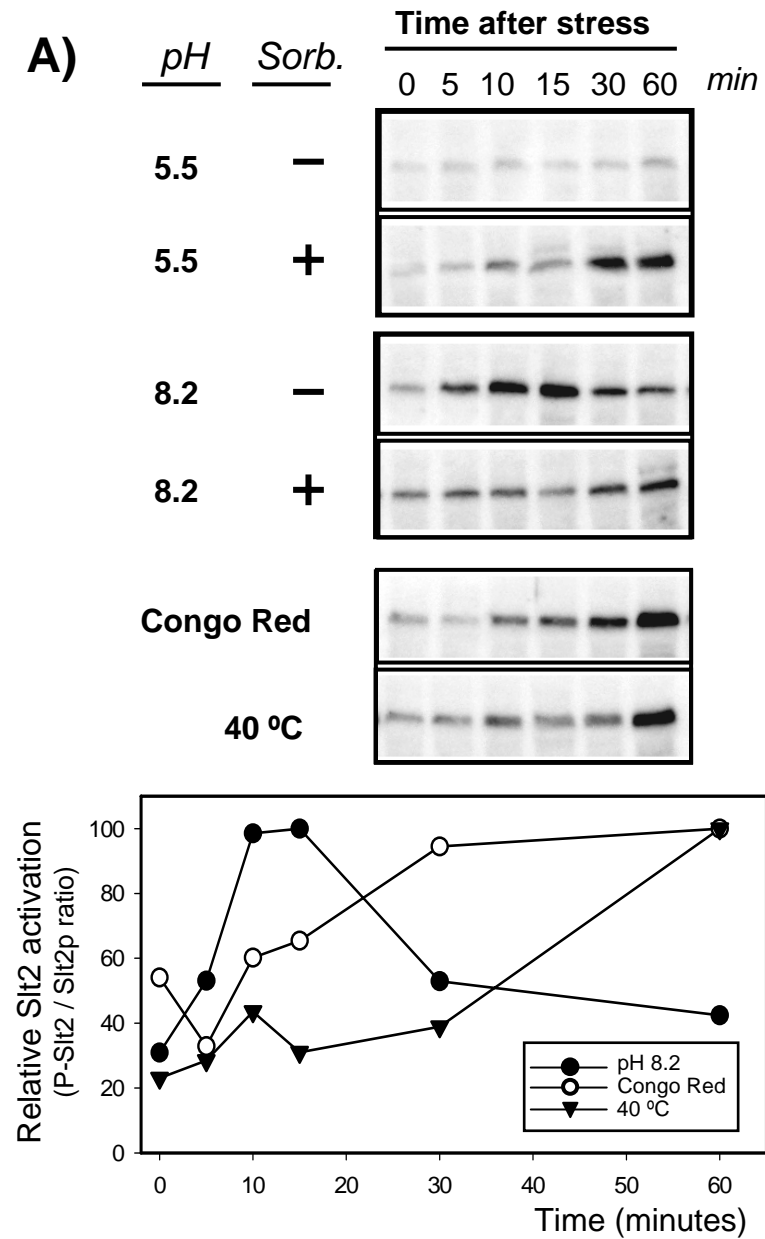 A)
pH Sorb. Time after stress
0 5 10 15 30 60 min
5.5 −
5.5 +
8.2 −
8.2 +
Congo Red
40 ºC
Relative Slt2 activation
(P-Slt2 / Slt2p ratio)
100
80
60
40
20
0
pH 8.2
Congo Red
40 ºC
0 10 20 30 40 50 60
Time (minutes)